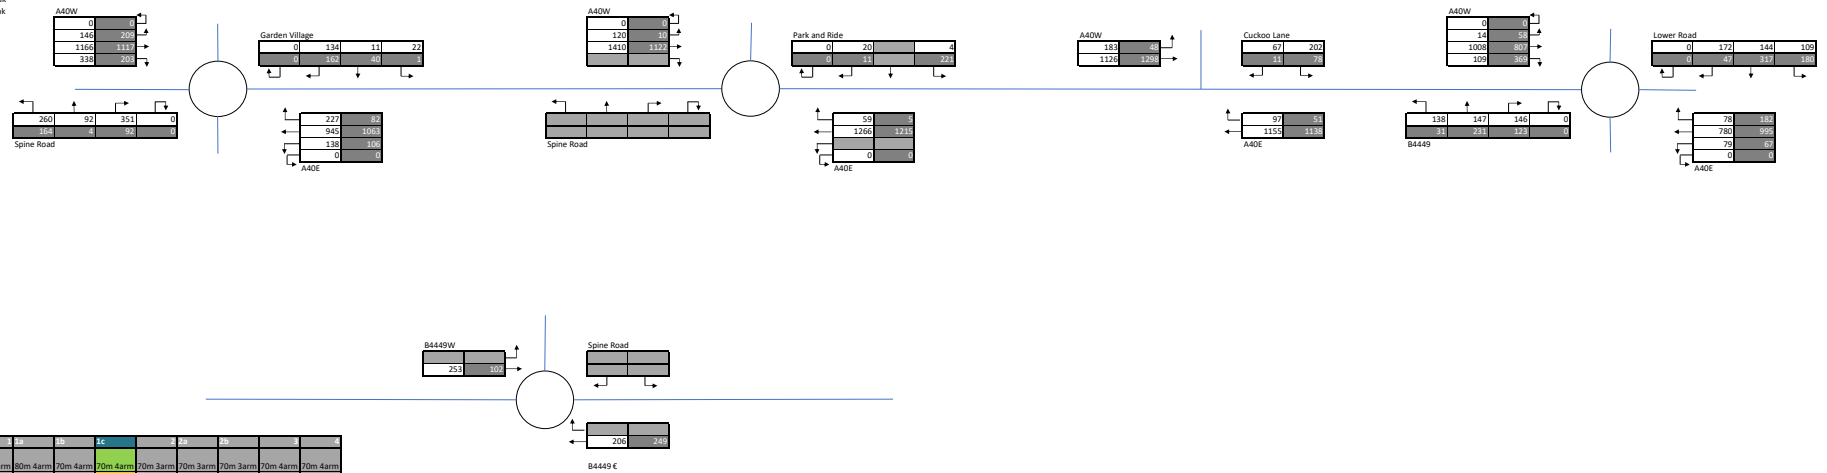 nk
A40W
0 0
146 209
1166 1117
338 203
Garden Village
0 134 11 22
0 162 40 1
260 92 351 0
164 4 92 0
Spine Road
227 82
945 1063
138 106
0 0
A40E
A40W
0 0
120 10
1410 1122
Park and Ride
0 20 4
0 11 221
Spine Road
59 5
1266 1215
0 0
A40E
A40W
183 48
1126 1298
Cuckoo Lane
67 202
11 78
97 51
1155 1138
A40E
A40W
0 0
14 58
1008 807
109 369
Lower Road
0 172 144 109
0 47 317 180
138 147 146 0
31 231 123 0
B4449
78 182
780 995
79 67
0 0
A40E
B4449W
253 102
Spine Road
206 249
B4449 €
1 1a 1b 1c 2 2a 2b 3 4
rm 80m 4arm 70m 4arm 70m 4arm 70m 3arm 70m 3arm 70m 3arm 70m 4arm 70m 4arm